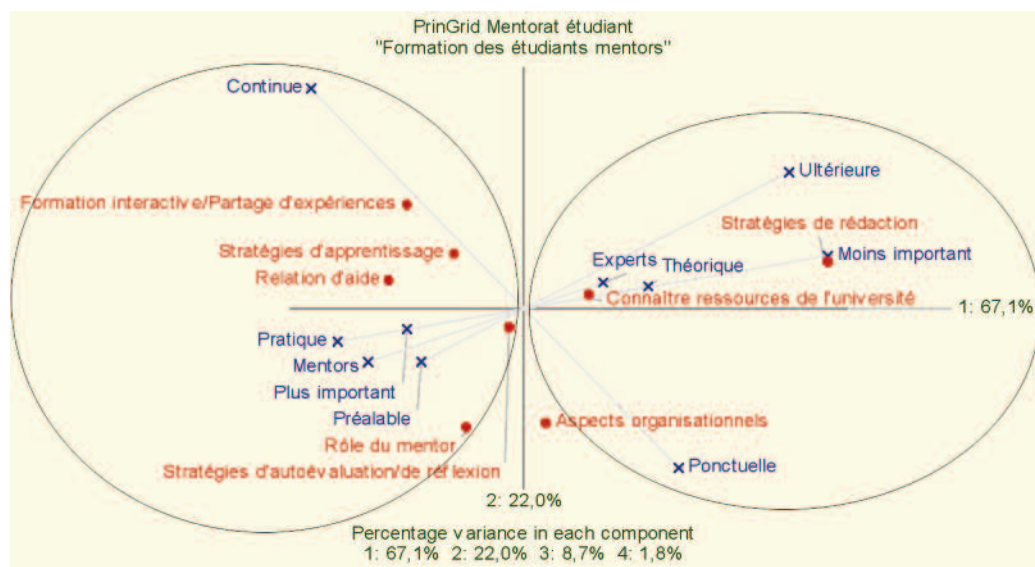 PrinGrid Mentorat étudiant
"Formation des étudiants mentors"
Continue
Ultérieure
Formation interactive/Partage d'expériences
Stratégies de rédaction
Stratégies d'apprentissage
Moins important
Experts
Théorique
Relation d'aide
Connaître ressources de l'université
1: 67,1%
Pratique
Mentors
Plus important
Préalable
Aspects organisationnels
Rôle du mentor
Stratégies d'autoévaluation/de réflexion
Ponctuelle
2: 22,0%
Percentage variance in each component
1: 67,1% 2: 22,0% 3: 8,7% 4: 1,8%